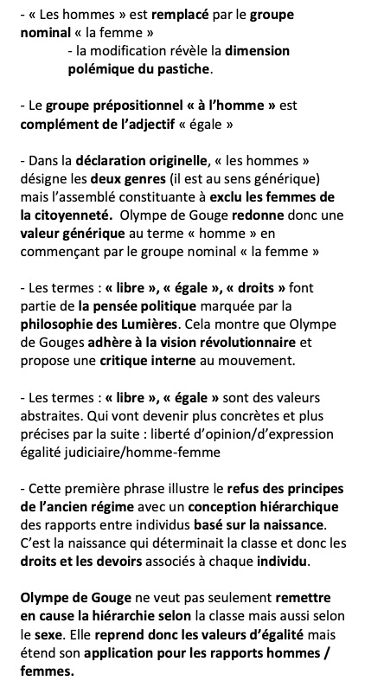 - « Les hommes » est remplacé par le groupe
nominal « la femme »
- la modification révèle la dimension
polémique du pastiche.
- Le groupe prépositionnel « à l’homme » est
complément de l’adjectif « égale »
- Dans la déclaration originelle, « les hommes »
désigne les deux genres (il est au sens générique)
mais l’assemblé constituante à exclu les femmes de
la citoyenneté. Olympe de Gouge redonne donc une
valeur générique au terme « homme » en
commençant par le groupe nominal « la femme »
- Les termes : « libre », « égale », « droits » font
partie de la pensée politique marquée par la
philosophie des Lumières. Cela montre que Olympe
de Gouges adhère à la vision révolutionnaire et
propose une critique interne au mouvement.
- Les termes : « libre », « égale » sont des valeurs
abstraites. Qui vont devenir plus concrètes et plus
précises par la suite : liberté d’opinion/d’expression
égalité judiciaire/homme-femme
- Cette première phrase illustre le refus des principes
de l’ancien régime avec un conception hiérarchique
des rapports entre individus basé sur la naissance.
C’est la naissance qui déterminait la classe et donc les
droits et les devoirs associés à chaque individu.
Olympe de Gouge ne veut pas seulement remettre
en cause la hiérarchie selon la classe mais aussi selon
le sexe. Elle reprend donc les valeurs d’égalité mais
étend son application pour les rapports hommes /
femmes.